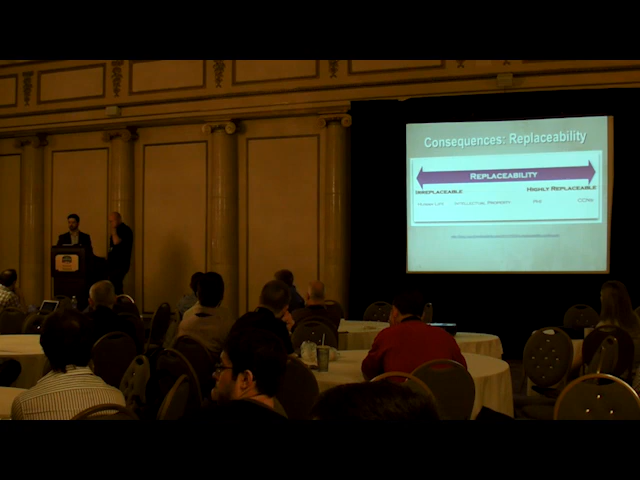 Consequences: Replaceability
REPLACEABILITY
IRREPLACEABLE HIGHLY REPLACEABLE
HUMAN LIFE INTELLECTUAL PROPERTY PHI CCNS